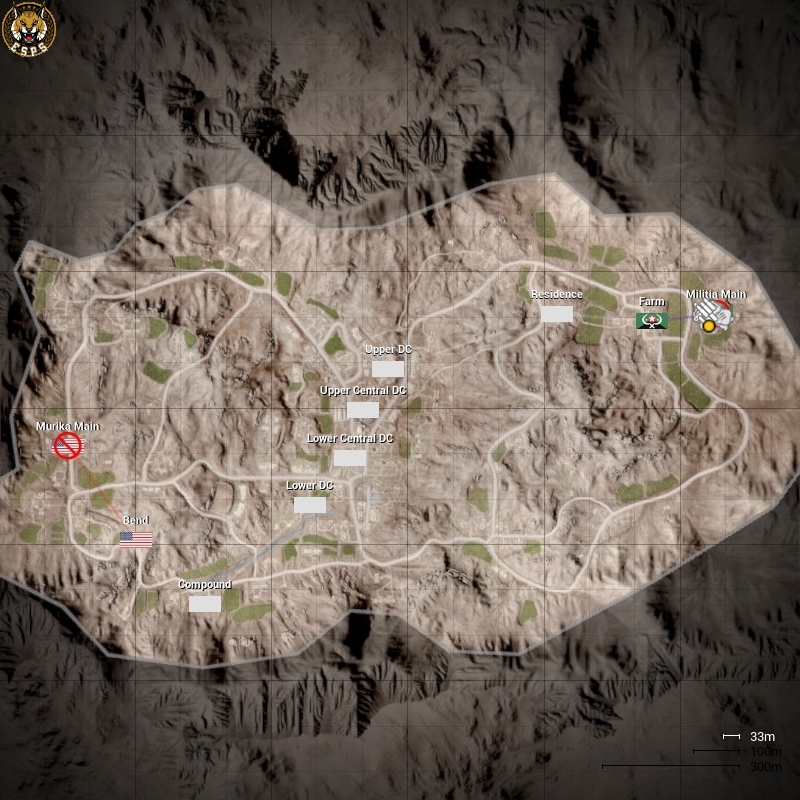 E.S.P.S
Residence
Militia Main
Farm
Upper DC
Upper Central DC
Murika Main
Lower Central DC
Lower DC
Bend
Compound
33m
100m
300m